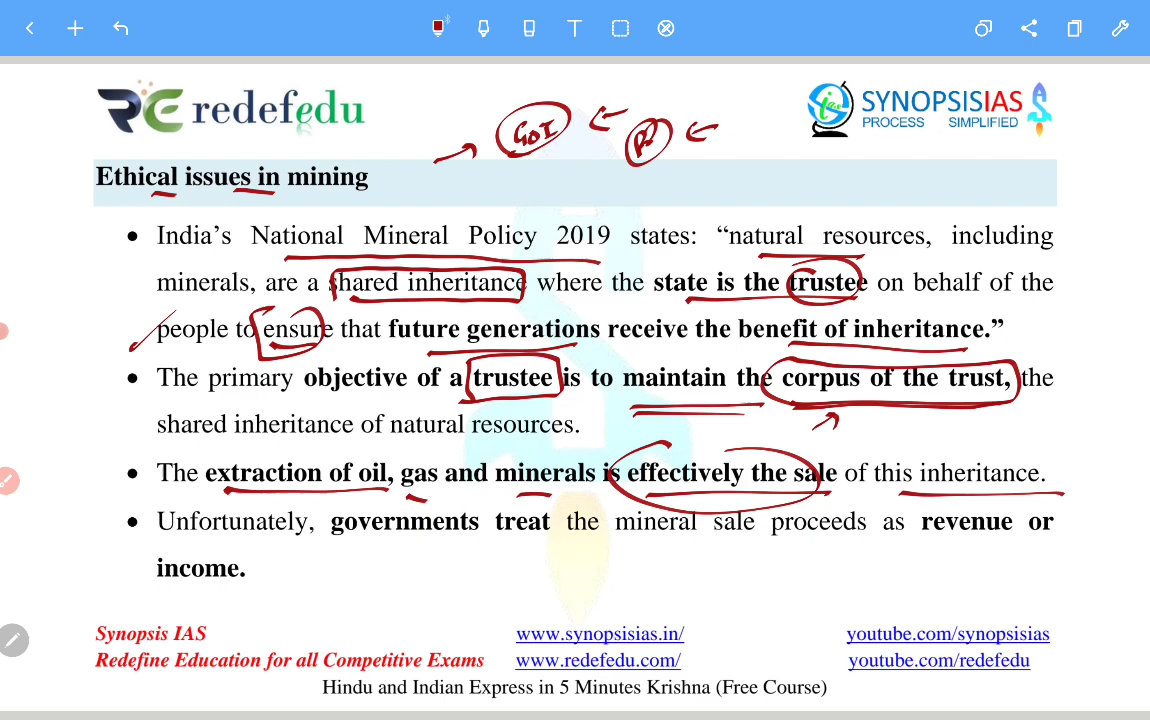 redefedu
SYNOPSISIAS
PROCESS SIMPLIFIED
GOI
Ethical issues in mining
• India’s National Mineral Policy 2019 states: “natural resources, including
minerals, are a shared inheritance where the state is the trustee on behalf of the
people to ensure that future generations receive the benefit of inheritance.”
• The primary objective of a trustee is to maintain the corpus of the trust, the
shared inheritance of natural resources.
• The extraction of oil, gas and minerals is effectively the sale of this inheritance.
• Unfortunately, governments treat the mineral sale proceeds as revenue or
income.
Synopsis IAS www.synopsisias.in/ youtube.com/synopsisias
Redefine Education for all Competitive Exams www.redefedu.com/ youtube.com/redefedu
Hindu and Indian Express in 5 Minutes Krishna (Free Course)